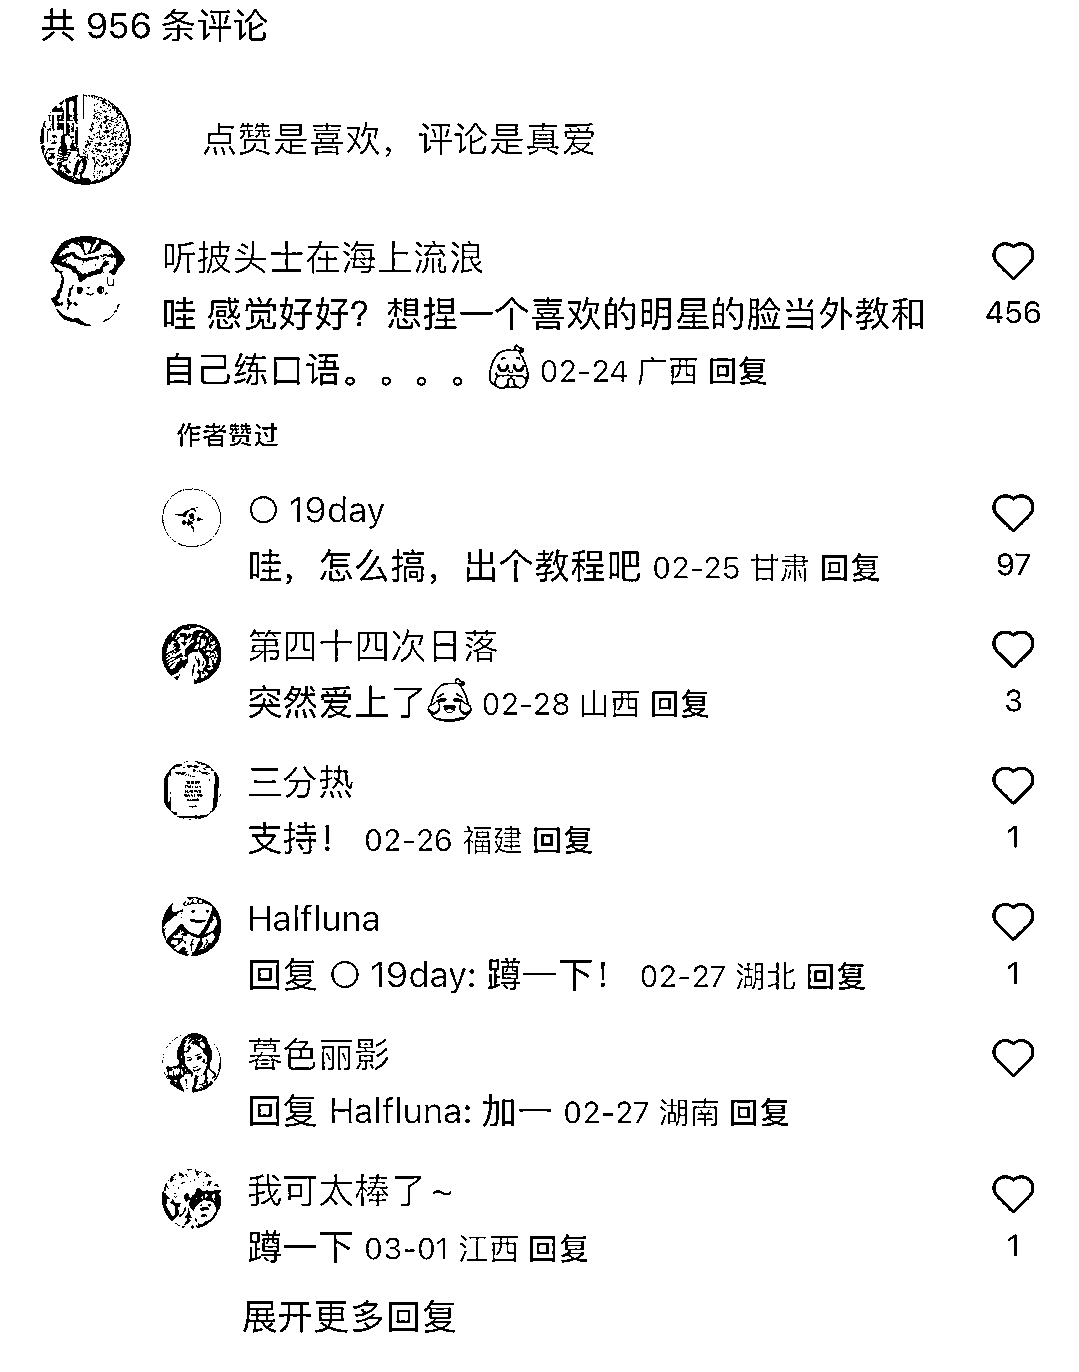 共 956 条评论
点赞是喜欢，评论是真爱
听披头士在海上流浪
哇 感觉好好？想捏一个喜欢的明星的脸当外教和
456
自己练口语。。。。 02-24 广西 回复
作者赞过
〇 19day
哇，怎么搞，出个教程吧 02-25 甘肃 回复
97
第四十四次日落
突然爱上了 02-28 山西 回复
3
三分热
支持！ 02-26 福建 回复
1
Halfluna
回复 〇 19day: 蹲一下！ 02-27 湖北 回复
1
暮色丽影
回复 Halfluna: 加一 02-27 湖南 回复
我可太棒了～
蹲一下 03-01 江西 回复
1
展开更多回复